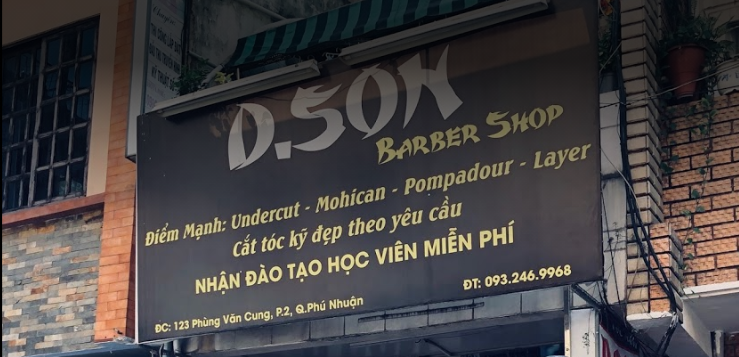 D.SON
BARBER SHOP
Điểm Mạnh: Undercut - Mohican - Pompadour - Layer
Cắt tóc kỹ đẹp theo yêu cầu
NHẬN ĐÀO TẠO HỌC VIÊN MIỄN PHÍ
ĐT: 093.246.9968
ĐC: 123 Phùng Văn Cung, P.2, Q.Phú Nhuận